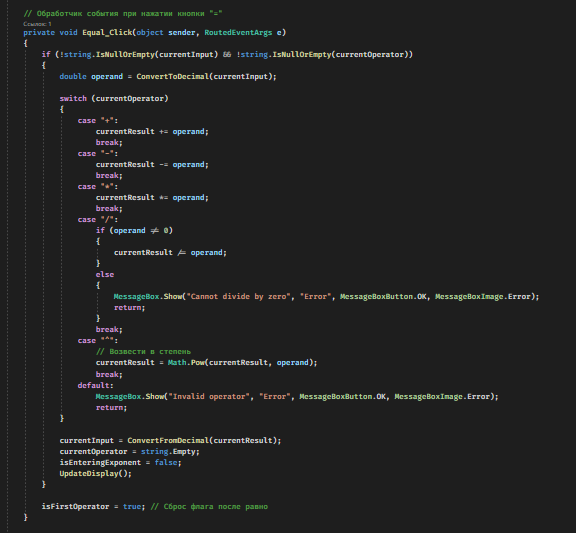 // Обработчик события при нажатии кнопки "="
Ссылок: 1
private void Equal_Click(object sender, RoutedEventArgs e)
{
if (!string.IsNullOrEmpty(currentInput) && !string.IsNullOrEmpty(currentOperator))
{
double operand = ConvertToDecimal(currentInput);
switch (currentOperator)
{
case "+":
currentResult += operand;
break;
case "-":
currentResult -= operand;
break;
case "*":
currentResult *= operand;
break;
case "/":
if (operand != 0)
{
currentResult /= operand;
}
else
{
MessageBox.Show("Cannot divide by zero", "Error", MessageBoxButton.OK, MessageBoxImage.Error);
return;
}
break;
case "^":
// Возвести в степень
currentResult = Math.Pow(currentResult, operand);
break;
default:
MessageBox.Show("Invalid operator", "Error", MessageBoxButton.OK, MessageBoxImage.Error);
return;
}
currentInput = ConvertFromDecimal(currentResult);
currentOperator = string.Empty;
isEnteringExponent = false;
UpdateDisplay();
}
isFirstOperator = true; // Сброс флага после равно
}